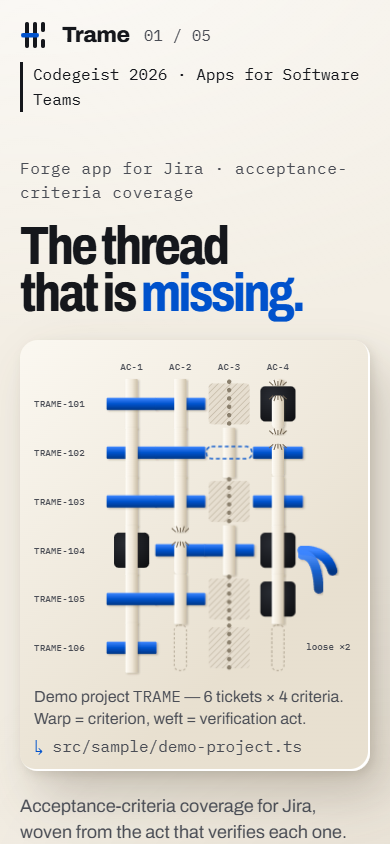 Trame 01 / 05
Codegeist 2026 · Apps for Software
Teams
Forge app for Jira · acceptance-
criteria coverage
The thread
that is missing.
AC-1 AC-2 AC-3 AC-4
TRAME-101
TRAME-102
TRAME-103
TRAME-104
TRAME-105
TRAME-106 loose ×2
Demo project TRAME — 6 tickets × 4 criteria.
Warp = criterion, weft = verification act.
↳ src/sample/demo-project.ts
Acceptance-criteria coverage for Jira,
woven from the act that verifies each one.